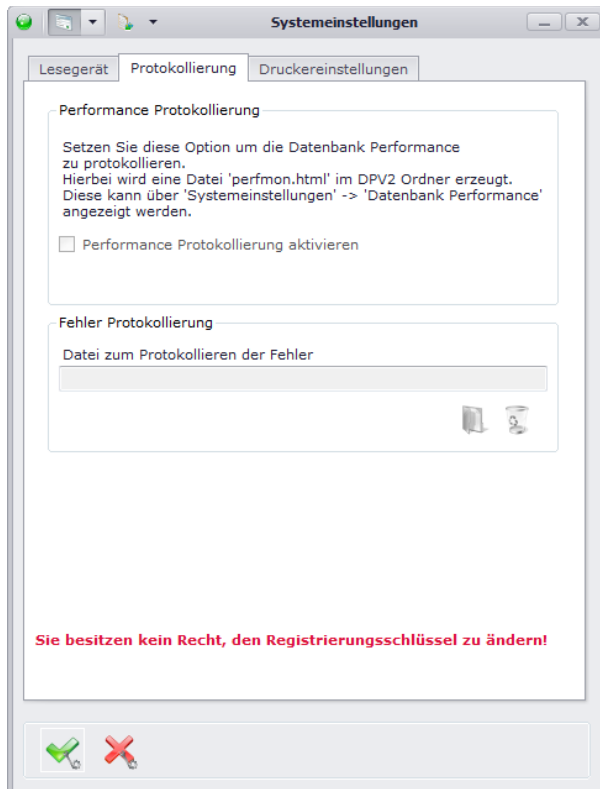 Systemeinstellungen
Lesegerät Protokollierung Druckereinstellungen
Performance Protokollierung
Setzen Sie diese Option um die Datenbank Performance
zu protokollieren.
Hierbei wird eine Datei 'perfmon.html' im DPV2 Ordner erzeugt.
Diese kann über 'Systemeinstellungen' -> 'Datenbank Performance'
angezeigt werden.
Performance Protokollierung aktivieren
Fehler Protokollierung
Datei zum Protokollieren der Fehler
Sie besitzen kein Recht, den Registrierungsschlüssel zu ändern!